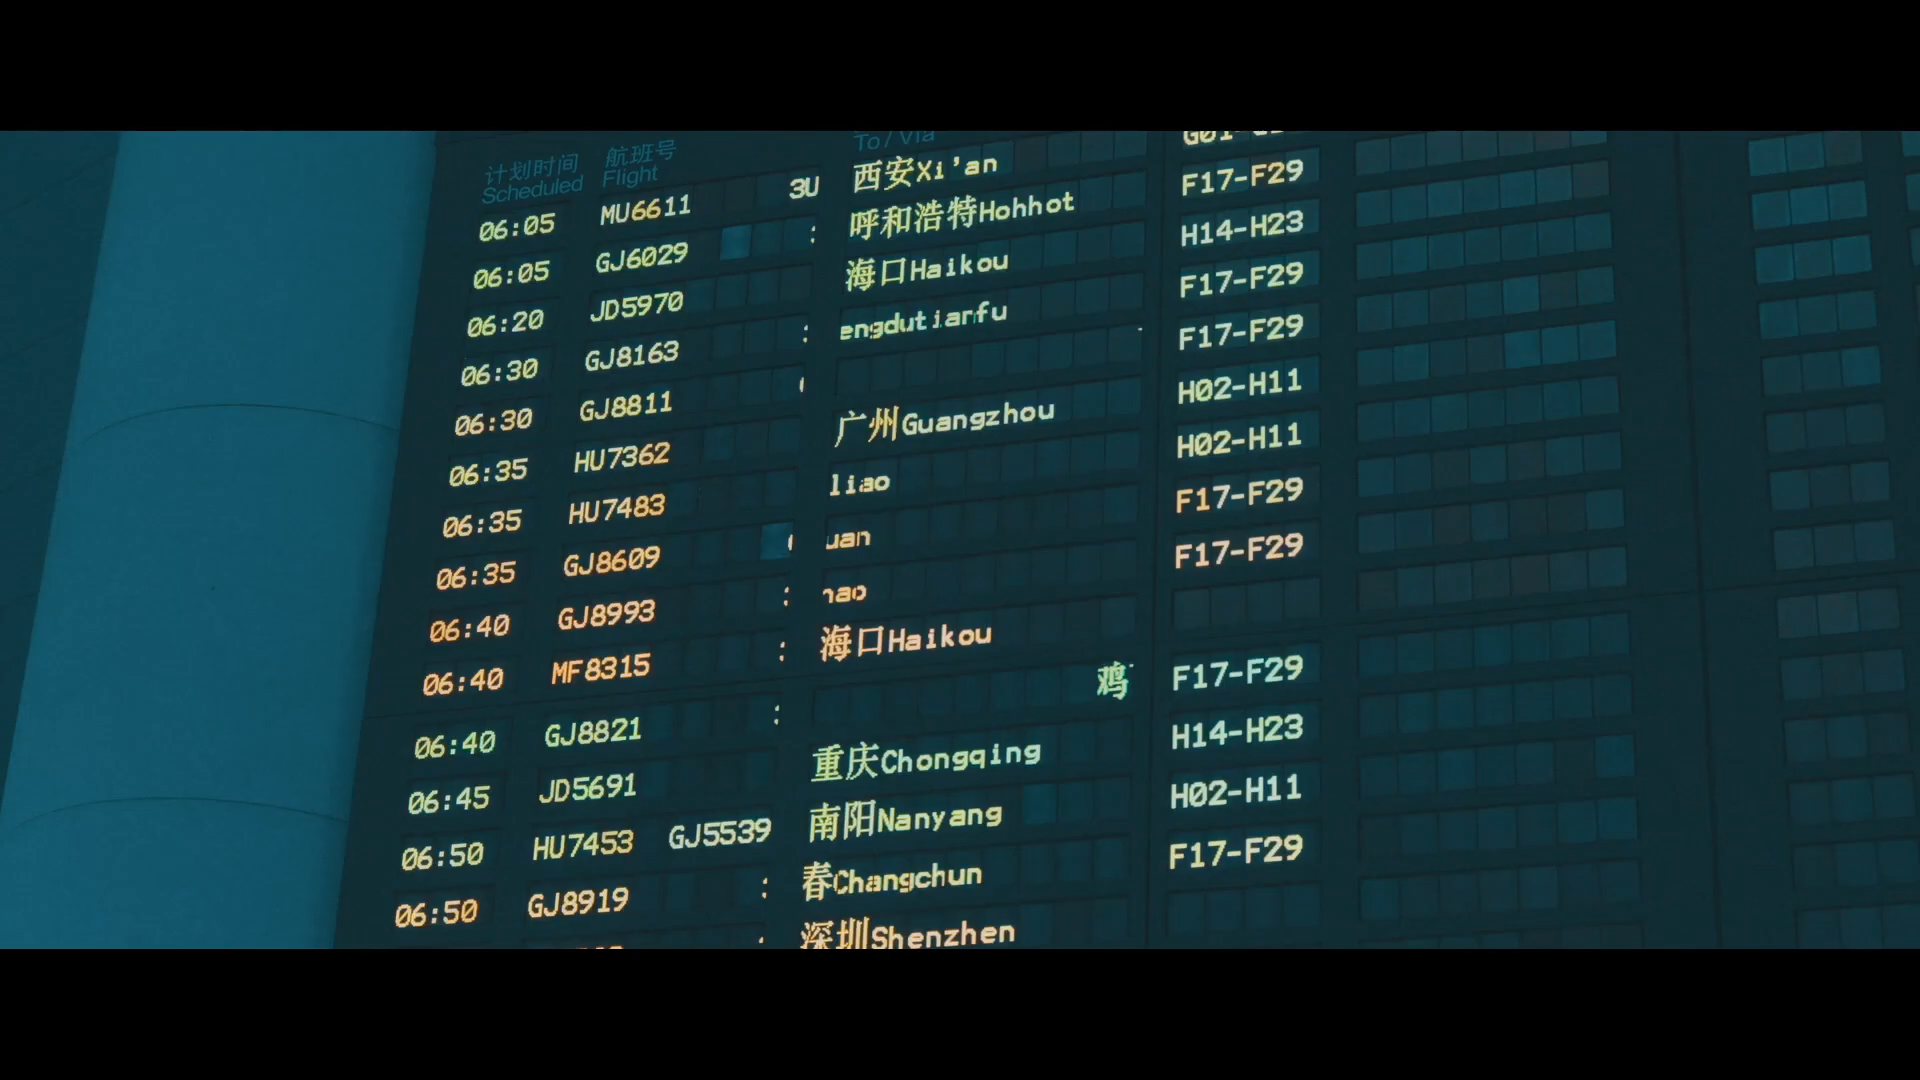 计划时间 航班号
Scheduled Flight To / Via
06:05 MU6611 3U 西安Xi'an
06:05 GJ6029 : 呼和浩特Hohhot F17-F29
06:20 JD5970 海口Haikou H14-H23
06:30 GJ8163 : engdutianfu F17-F29
06:30 GJ8811 F17-F29
06:35 HU7362 广州Guangzhou H02-H11
06:35 HU7483 liao H02-H11
06:35 GJ8609 uan F17-F29
06:40 GJ8993 : hao F17-F29
06:40 MF8315 : 海口Haikou
06:40 GJ8821 : 鸡 F17-F29
06:45 JD5691 重庆Chongqing H14-H23
06:50 HU7453 GJ5539 南阳Nanyang H02-H11
06:50 GJ8919 : 春Changchun F17-F29
深圳Shenzhen